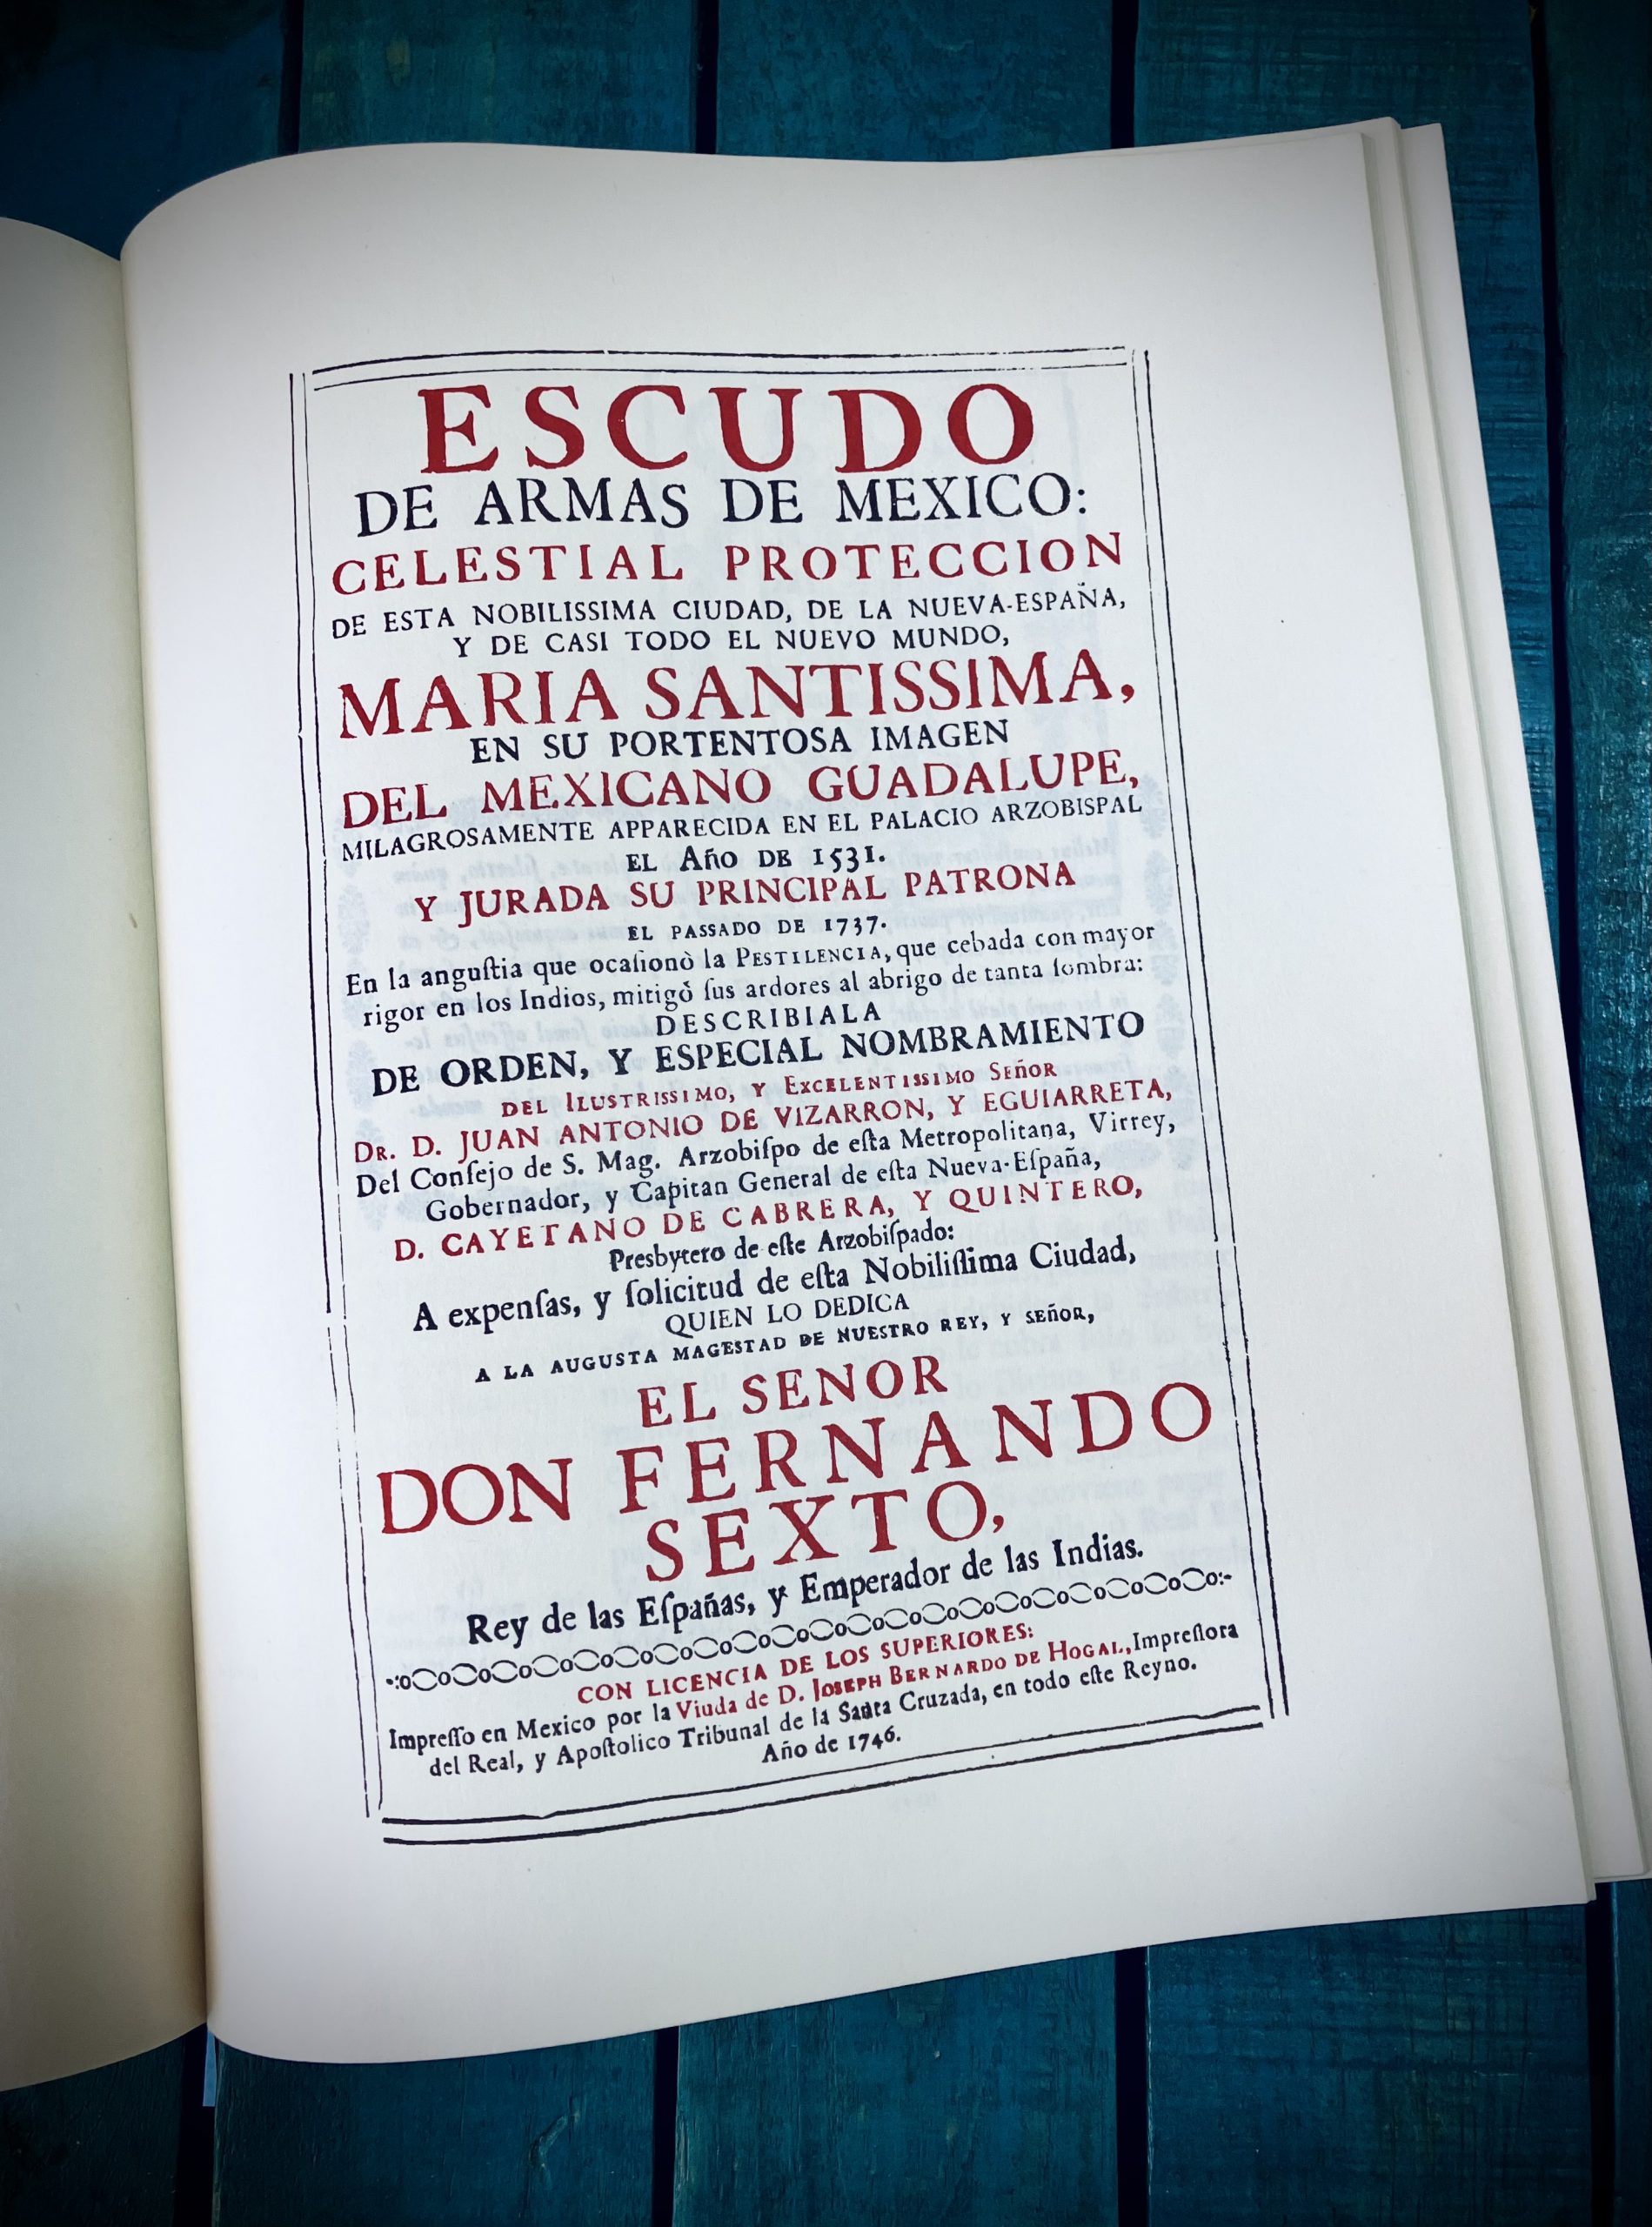 ESCUDO
DE ARMAS DE MEXICO:
CELESTIAL PROTECCION
DE ESTA NOBILISSIMA CIUDAD, DE LA NUEVA-ESPAÑA,
Y DE CASI TODO EL NUEVO MUNDO,
MARIA SANTISSIMA,
EN SU PORTENTOSA IMAGEN
DEL MEXICANO GUADALUPE,
MILAGROSAMENTE APPARECIDA EN EL PALACIO ARZOBISPAL
EL Año DE 1531.
Y JURADA SU PRINCIPAL PATRONA
EL PASSADO DE 1737.
En la anguſtia que ocaſionò la PESTILENCIA, que cebada con mayor
rigor en los Indios, mitigò ſus ardores al abrigo de tanta ſombra:
DESCRIBIALA
DE ORDEN, Y ESPECIAL NOMBRAMIENTO
DEL ILUSTRISSIMO, Y EXCELENTISSIMO SEñOR
DR. D. JUAN ANTONIO DE VIZARRON, Y EGUIARRETA,
Del Conſejo de S. Mag. Arzobiſpo de eſta Metropolitana, Virrey,
Gobernador, y Capitan General de eſta Nueva-Eſpaña,
D. CAYETANO DE CABRERA, Y QUINTERO,
Presbytero de eſte Arzobiſpado:
A expenſas, y ſolicitud de eſta Nobiliſſima Ciudad,
QUIEN LO DEDICA
A LA AUGUSTA MAGESTAD DE NUESTRO REY, Y SEñOR,
EL SENOR
DON FERNANDO
SEXTO,
Rey de las Eſpañas, y Emperador de las Indias.
CON LICENCIA DE LOS SUPERIORES:
Impreſſo en Mexico por la Viuda de D. JOSEPH BERNARDO DE HOGAL, Impreſſora
del Real, y Apoſtolico Tribunal de la Santa Cruzada, en todo eſte Reyno.
Año de 1746.